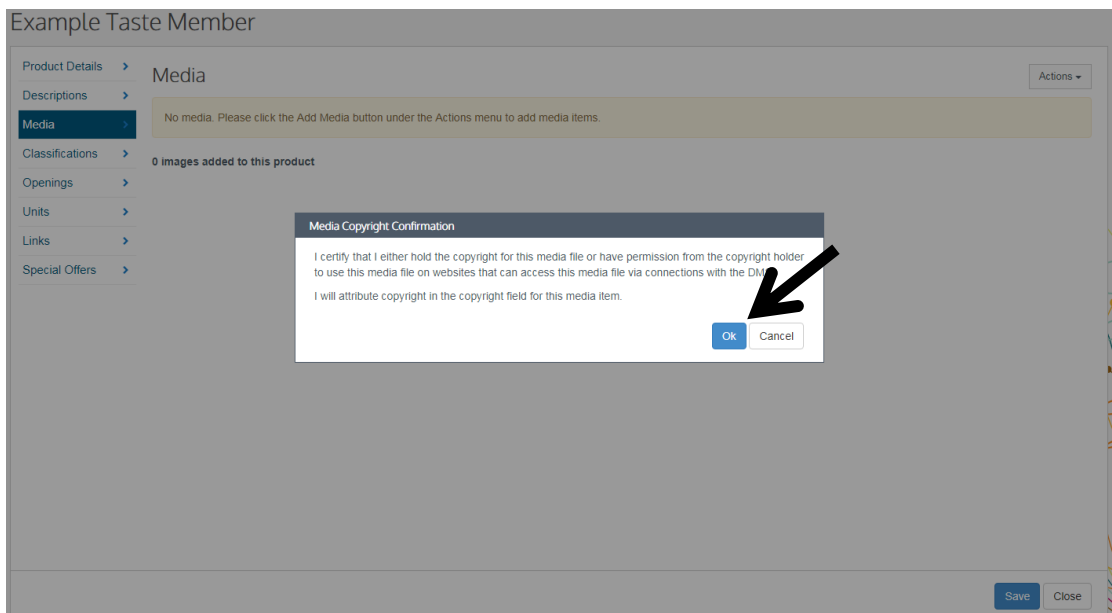 Example Taste Member
Product Details
Descriptions
Media
Classifications
Openings
Units
Links
Special Offers
Media
Actions
No media. Please click the Add Media button under the Actions menu to add media items.
0 images added to this product
Media Copyright Confirmation
I certify that I either hold the copyright for this media file or have permission from the copyright holder
to use this media file on websites that can access this media file via connections with the
I will attribute copyright in the copyright field for this media item.
Ok
Cancel
Save
Close